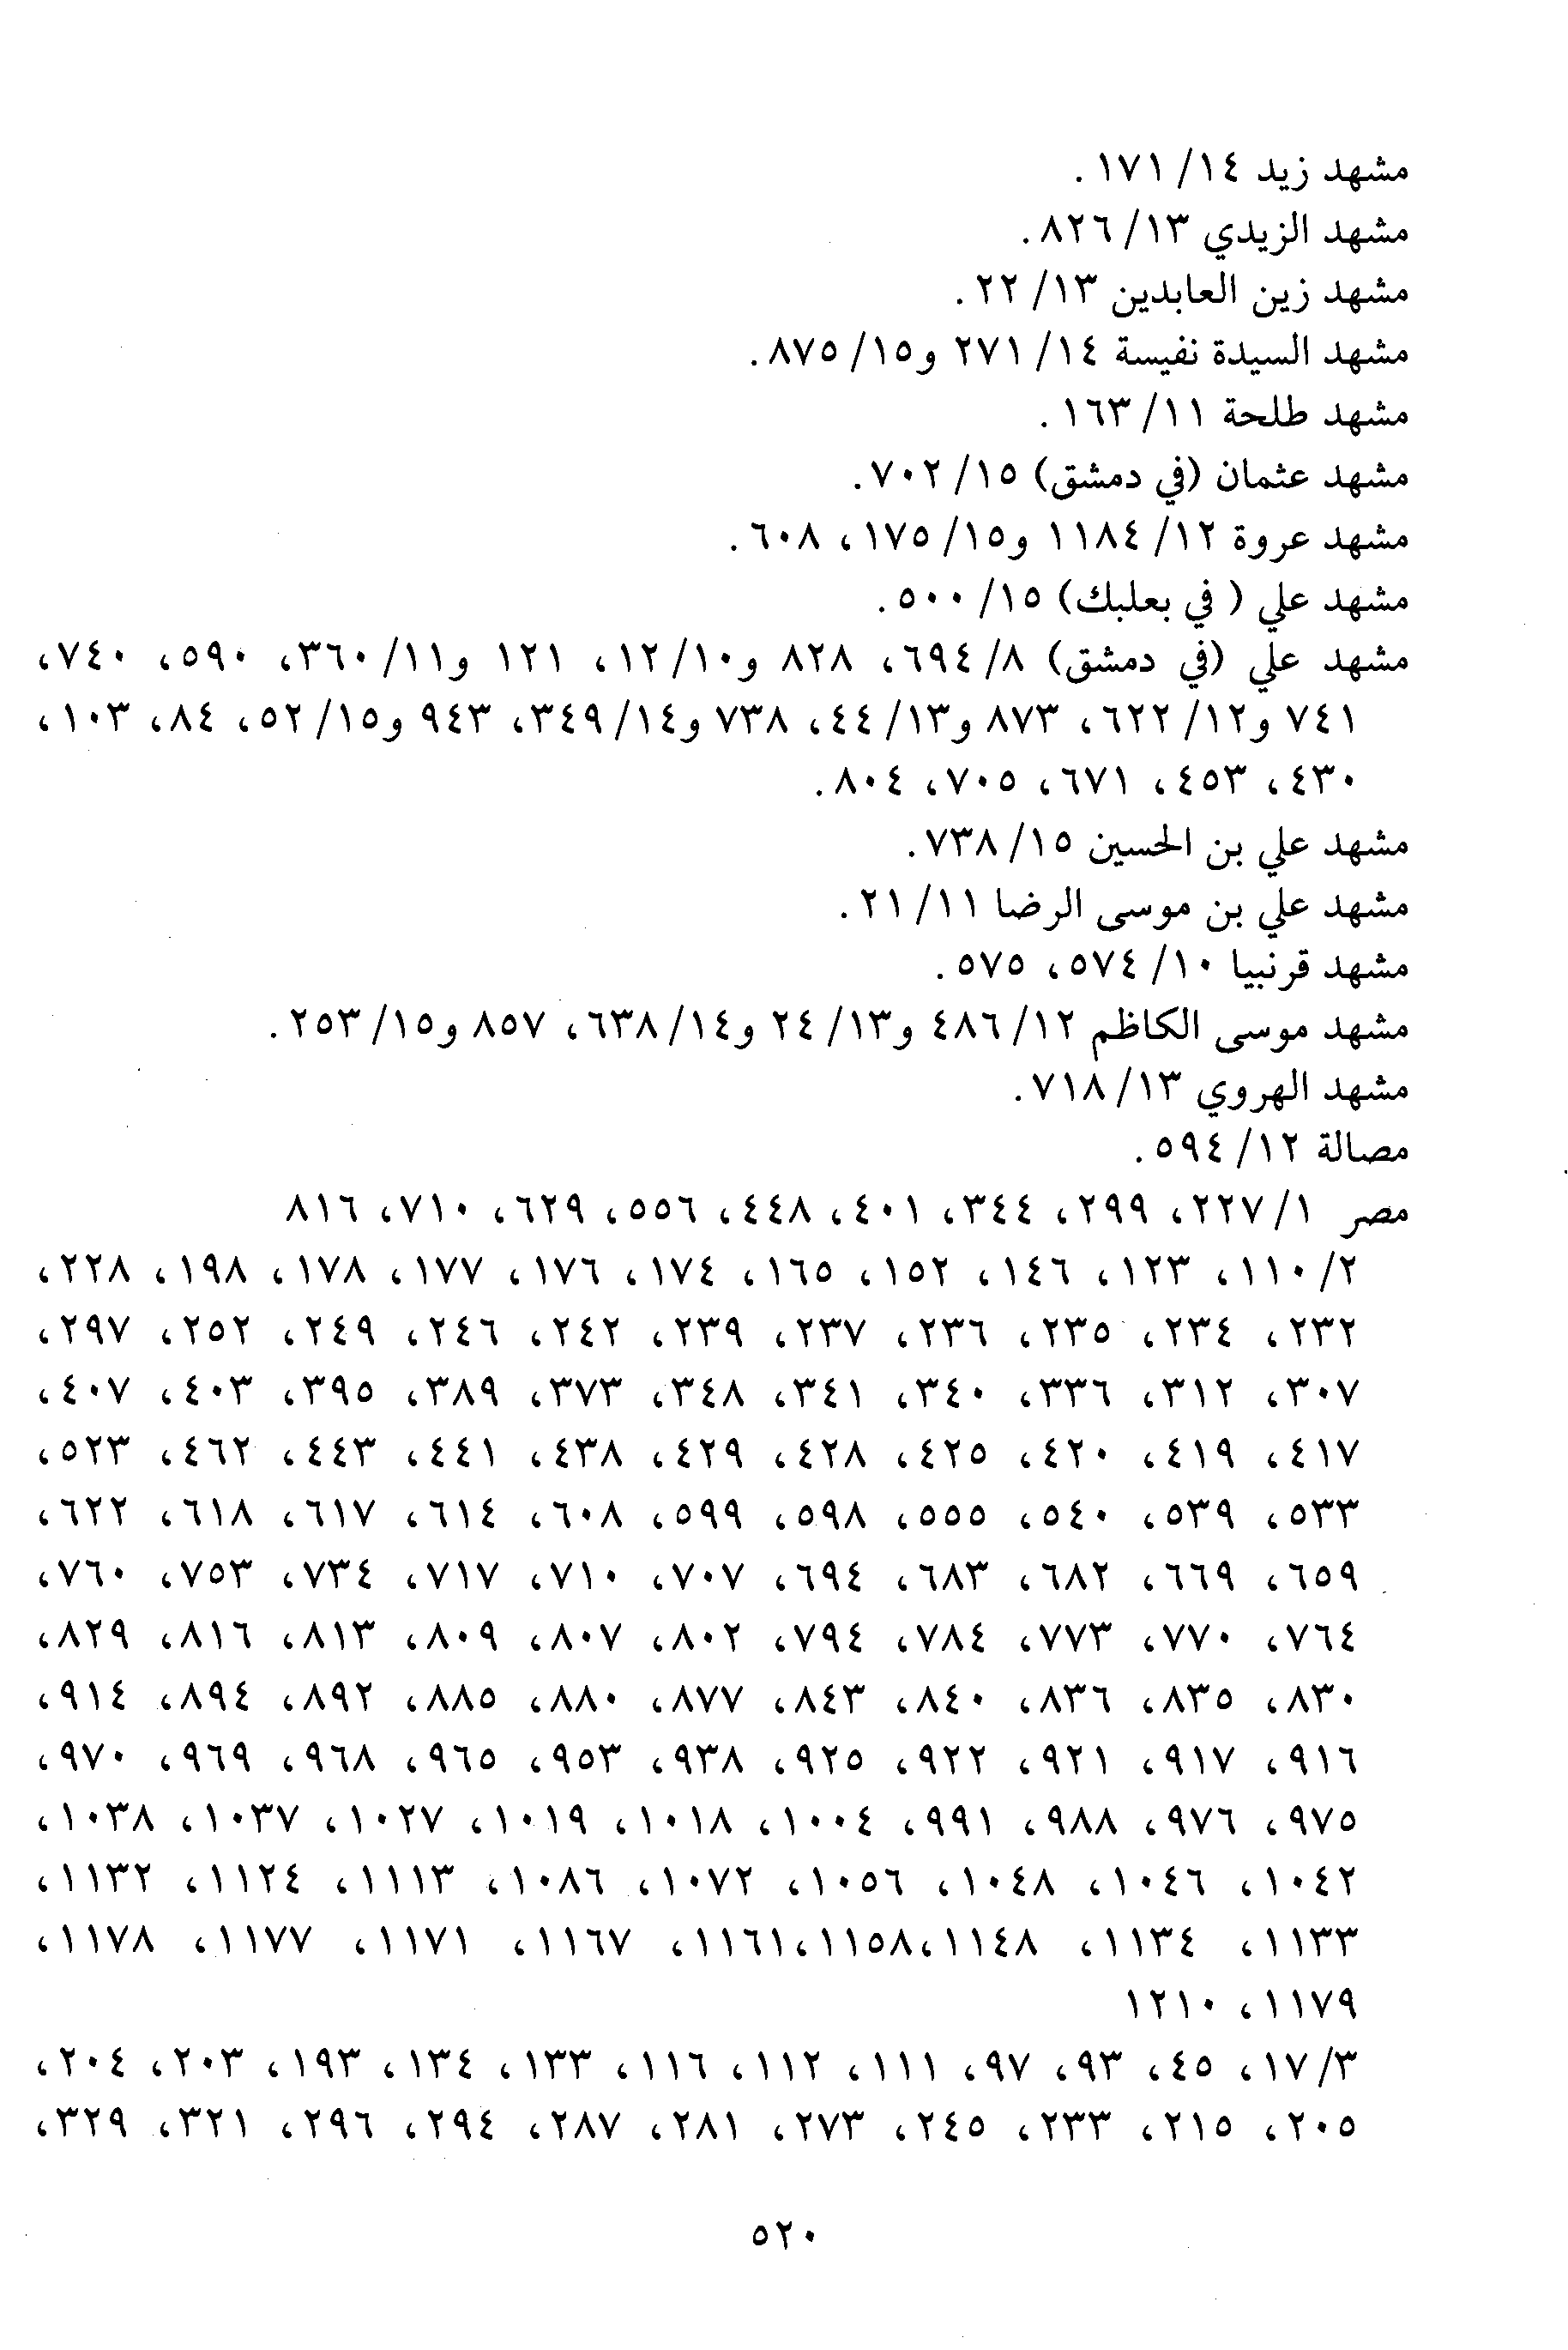 مشهد زيد ١٤/ ١٧١.
مشهد الزيدي ١٣/ ٨٢٦.
مشهد زين العابدين ١٣/ ٢٢.
مشهد السيدة نفيسة ١٤/ ٢٧١ و١٥/ ٨٧٥.
مشهد طلحة ١١/ ١٦٣.
مشهد عثمان (في دمشق) ١٥/ ٧٠٢.
مشهد عروة ١٢/ ١١٨٤ و١٥/ ١٧٥، ٦٠٨.
مشهد علي ( في بعلبك) ١٥/ ٥٠٠.
مشهد علي (في دمشق) ٨/ ٦٩٤، ٨٢٨ و١٠/ ١٢، ١٢١ و١١/ ٣٦٠، ٥٩٠، ٧٤٠،
٧٤١ و١٢/ ٦٢٢، ٨٧٣ و١٣/ ٤٤، ٧٣٨ و١٤/ ٣٤٩، ٩٤٣ و١٥/ ٥٢، ٨٤، ١٠٣،
٤٣٠، ٤٥٣، ٦٧١، ٧٠٥، ٨٠٤.
مشهد علي بن الحسين ١٥/ ٧٣٨.
مشهد علي بن موسى الرضا ١١/ ٢١.
مشهد قرنبيا ١٠/ ٥٧٤، ٥٧٥.
مشهد موسى الكاظم ١٢/ ٤٨٦ و١٣/ ٢٤ و١٤/ ٦٣٨، ٨٥٧ و١٥/ ٢٥٣.
مشهد الهروي ١٣/ ٧١٨.
مصالة ١٢/ ٥٩٤.
مصر ١/ ٢٢٧، ٢٩٩، ٣٤٤، ٤٠١، ٤٤٨، ٥٥٦، ٦٢٩، ٧١٠، ٨١٦
٢/ ١١٠، ١٢٣، ١٤٦، ١٥٢، ١٦٥، ١٧٤، ١٧٦، ١٧٧، ١٧٨، ١٩٨، ٢٢٨،
٢٣٢، ٢٣٤، ٢٣٥، ٢٣٦، ٢٣٧، ٢٣٩، ٢٤٢، ٢٤٦، ٢٤٩، ٢٥٢، ٢٩٧،
٣٠٧، ٣١٢، ٣٣٦، ٣٤٠، ٣٤١، ٣٤٨، ٣٧٣، ٣٨٩، ٣٩٥، ٤٠٣، ٤٠٧،
٤١٧، ٤١٩، ٤٢٠، ٤٢٥، ٤٢٨، ٤٢٩، ٤٣٨، ٤٤١، ٤٤٣، ٤٦٢، ٥٢٣،
٥٣٣، ٥٣٩، ٥٤٠، ٥٥٥، ٥٩٨، ٥٩٩، ٦٠٨، ٦١٤، ٦١٧، ٦١٨، ٦٢٢،
٦٥٩، ٦٦٩، ٦٨٢، ٦٨٣، ٦٩٤، ٧٠٧، ٧١٠، ٧١٧، ٧٣٤، ٧٥٣، ٧٦٠،
٧٦٤، ٧٧٠، ٧٧٣، ٧٨٤، ٧٩٤، ٨٠٢، ٨٠٧، ٨٠٩، ٨١٣، ٨١٦، ٨٢٩،
٨٣٠، ٨٣٥، ٨٣٦، ٨٤٠، ٨٤٣، ٨٧٧، ٨٨٠، ٨٨٥، ٨٩٢، ٨٩٤، ٩١٤،
٩١٦، ٩١٧، ٩٢١، ٩٢٢، ٩٢٥، ٩٣٨، ٩٥٣، ٩٦٥، ٩٦٨، ٩٦٩، ٩٧٠،
٩٧٥، ٩٧٦، ٩٨٨، ٩٩١، ١٠٠٤، ١٠١٨، ١٠١٩، ١٠٢٧، ١٠٣٧، ١٠٣٨،
١٠٤٢، ١٠٤٦، ١٠٤٨، ١٠٥٦، ١٠٧٢، ١٠٨٦، ١١١٣، ١١٢٤، ١١٣٢،
١١٣٣، ١١٣٤، ١١٤٨،١١٥٨،١١٦١، ١١٦٧، ١١٧١، ١١٧٧، ١١٧٨،
١١٧٩، ١٢١٠
٣/ ١٧، ٤٥، ٩٣، ٩٧، ١١١، ١١٢، ١١٦، ١٣٣، ١٣٤، ١٩٣، ٢٠٣، ٢٠٤،
٢٠٥، ٢١٥، ٢٣٣، ٢٤٥، ٢٧٣، ٢٨١، ٢٨٧، ٢٩٤، ٢٩٦، ٣٢١، ٣٢٩،
٥٢٠